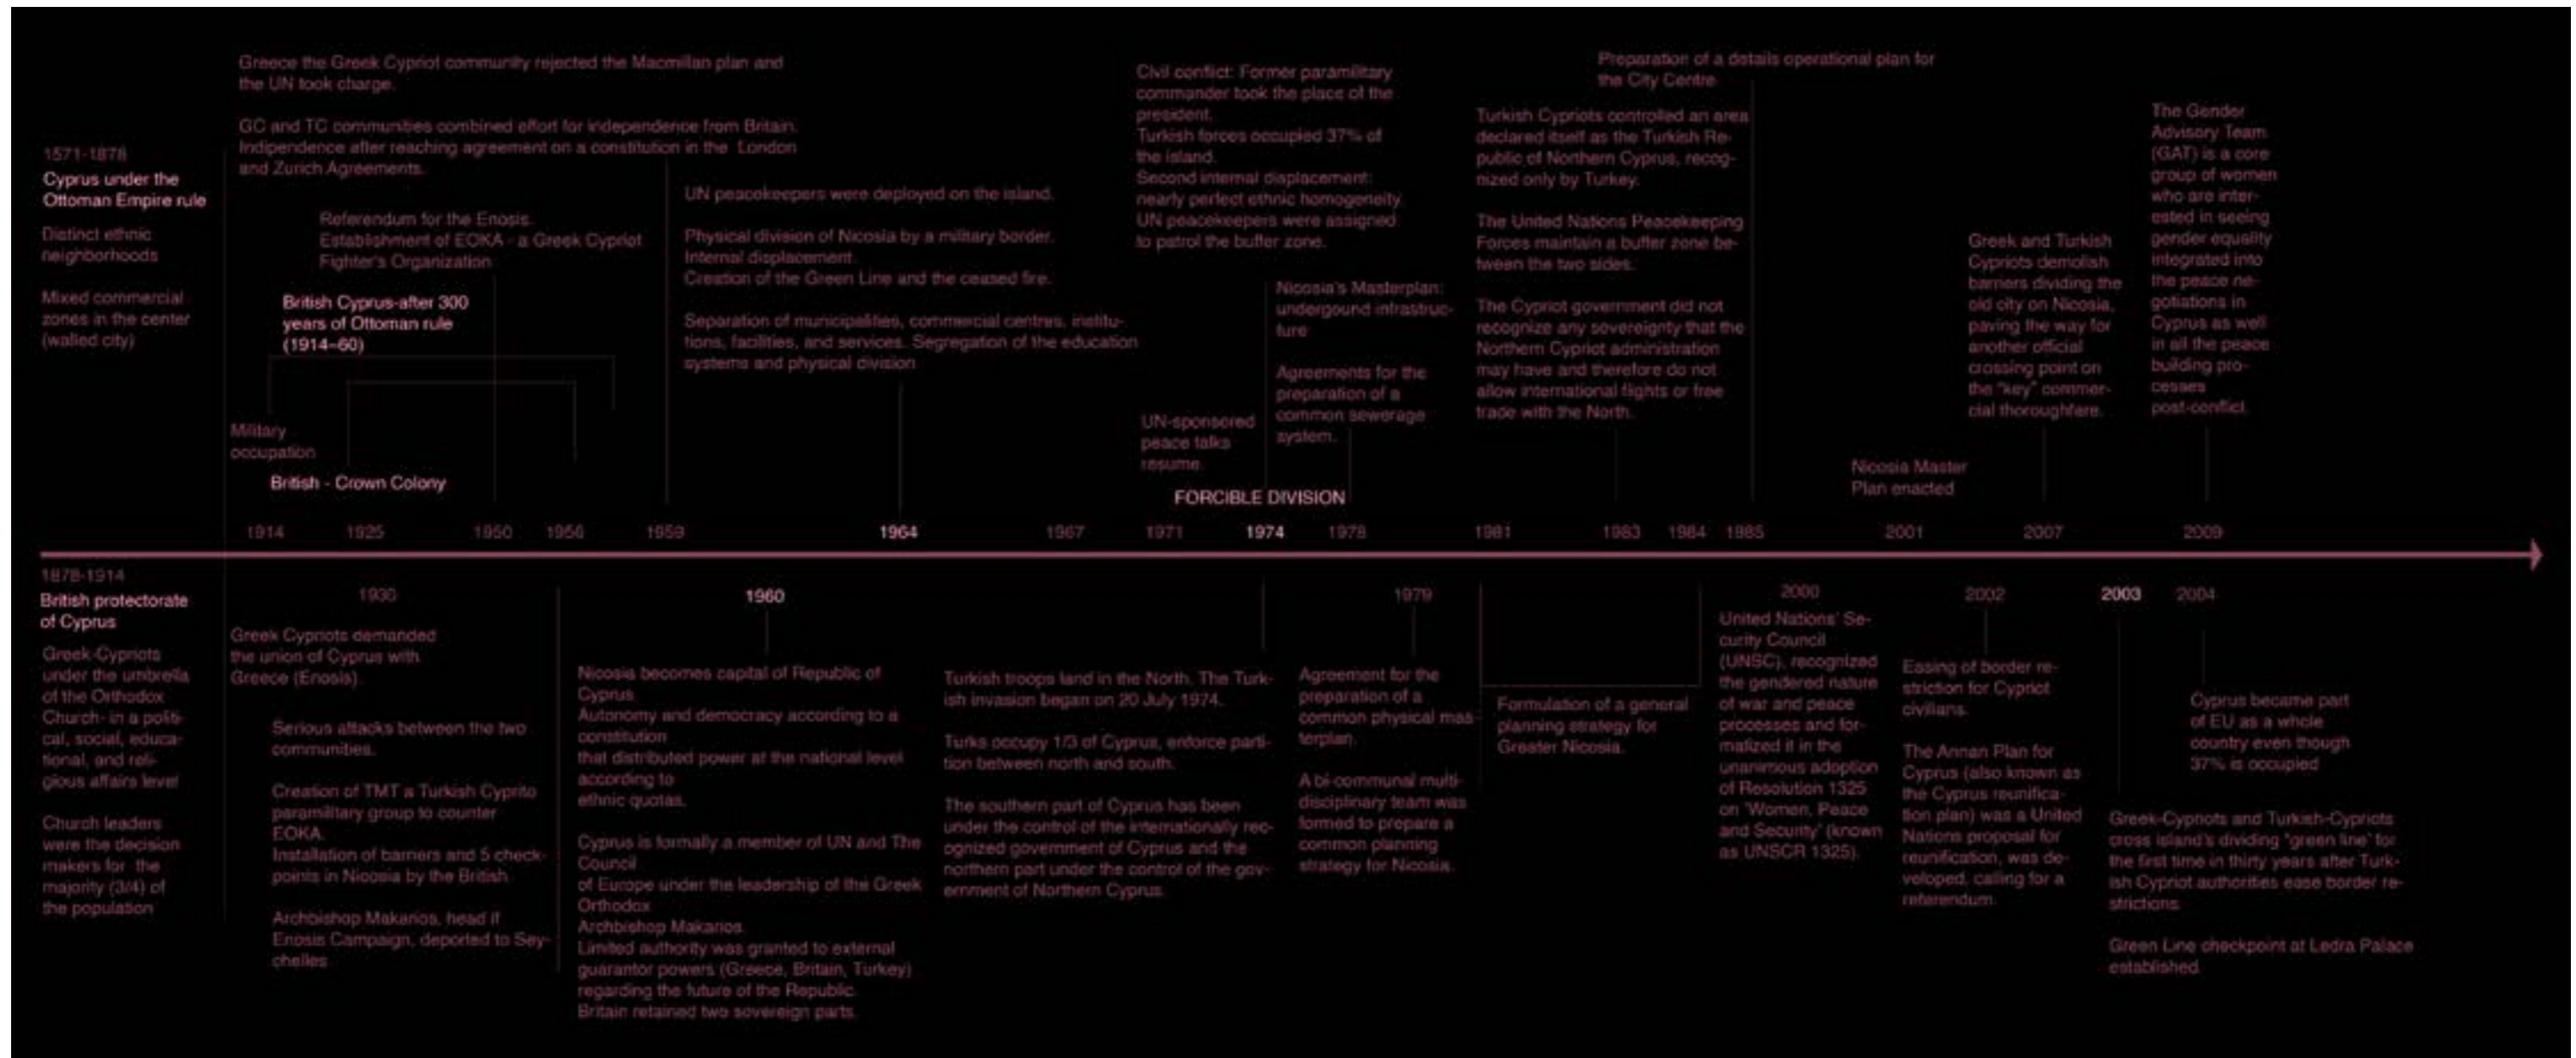 Greece the Greek Cypriot community rejected the Macmillan plan and
the UN took charge.
GC and TC communities combined effort for independence from Britain.
Indipendence after reaching agreement on a constitution in the London
and Zurich Agreements.
1571-1878
Cyprus under the
Ottoman Empire rule
Distinct ethnic
neighborhoods
Mixed commercial
zones in the center
(walled city)
Referendum for the Enosis.
Establishment of EOKA - a Greek Cypriot
Fighter's Organization
British Cyprus-after 300
years of Ottoman rule
(1914–60)
Military
occupation
British - Crown Colony
UN peacekeepers were deployed on the island.
Physical division of Nicosia by a military border.
Internal displacement.
Creation of the Green Line and the ceased fire.
Separation of municipalities, commercial centres, institu-
tions, facilities, and services. Segregation of the education
systems and physical division
Civil conflict: Former paramilitary
commander took the place of the
president.
Turkish forces occupied 37% of
the island.
Second internal displacement:
nearly perfect ethnic homogeneity.
UN peacekeepers were assigned
to patrol the buffer zone.
UN-sponsored
peace talks
resume.
Nicosia's Masterplan:
undergound infrastruc-
ture
Agreements for the
preparation of a
common sewerage
system.
FORCIBLE DIVISION
Preparation of a details operational plan for
the City Centre
Turkish Cypriots controlled an area
declared itself as the Turkish Re-
public of Northern Cyprus, recog-
nized only by Turkey.
The United Nations Peacekeeping
Forces maintain a buffer zone be-
tween the two sides.
The Cypriot government did not
recognize any sovereignty that the
Northern Cypriot administration
may have and therefore do not
allow international flights or free
trade with the North.
Nicosia Master
Plan enacted
Greek and Turkish
Cypriots demolish
barriers dividing the
old city on Nicosia,
paving the way for
another official
crossing point on
the "key" commer-
cial thoroughfare.
The Gender
Advisory Team
(GAT) is a core
group of women
who are inter-
ested in seeing
gender equality
integrated into
the peace ne-
gotiations in
Cyprus as well
in all the peace
building pro-
cesses
post-conflict.
1914 1925 1950 1956 1959 1964 1967 1971 1974 1978 1981 1983 1984 1985 2001 2007 2009
1878-1914
British protectorate
of Cyprus
Greek-Cypriots
under the umbrella
of the Orthodox
Church- in a politi-
cal, social, educa-
tional, and reli-
gious affairs level
Church leaders
were the decision
makers for the
majority (3/4) of
the population
1930
Greek Cypriots demanded
the union of Cyprus with
Greece (Enosis).
Serious attacks between the two
communities.
Creation of TMT a Turkish Cyprito
paramilitary group to counter
EOKA.
Installation of barriers and 5 check-
points in Nicosia by the British
Archbishop Makarios, head if
Enosis Campaign, deported to Sey-
chelles
1960
Nicosia becomes capital of Republic of
Cyprus
Autonomy and democracy according to a
constitution
that distributed power at the national level
according to
ethnic quotas.
Cyprus is formally a member of UN and The
Council
of Europe under the leadership of the Greek
Orthodox
Archbishop Makarios.
Limited authority was granted to external
guarantor powers (Greece, Britain, Turkey)
regarding the future of the Republic.
Britain retained two sovereign parts.
Turkish troops land in the North. The Turk-
ish invasion began on 20 July 1974.
Turks occupy 1/3 of Cyprus, enforce parti-
tion between north and south.
The southern part of Cyprus has been
under the control of the internationally rec-
ognized government of Cyprus and the
northern part under the control of the gov-
ernment of Northern Cyprus.
1979
Agreement for the
preparation of a
common physical mas-
terplan.
A bi-communal multi-
disciplinary team was
formed to prepare a
common planning
strategy for Nicosia.
Formulation of a general
planning strategy for
Greater Nicosia.
2000
United Nations' Se-
curity Council
(UNSC), recognized
the gendered nature
of war and peace
processes and for-
malized it in the
unanimous adoption
of Resolution 1325
on 'Women, Peace
and Security' (known
as UNSCR 1325).
2002
Essing of border re-
striction for Cypriot
civilians.
The Annan Plan for
Cyprus (also known as
the Cyprus reunifica-
tion plan) was a United
Nations proposal for
reunification, was de-
veloped, calling for a
referendum.
2003
Greek-Cypriots and Turkish-Cypriots
cross island's dividing "green line' for
the first time in thirty years after Turk-
ish Cypriot authorities ease border re-
strictions
Green Line checkpoint at Ledra Palace
established.
2004
Cyprus became part
of EU as a whole
country even though
37% is occupied